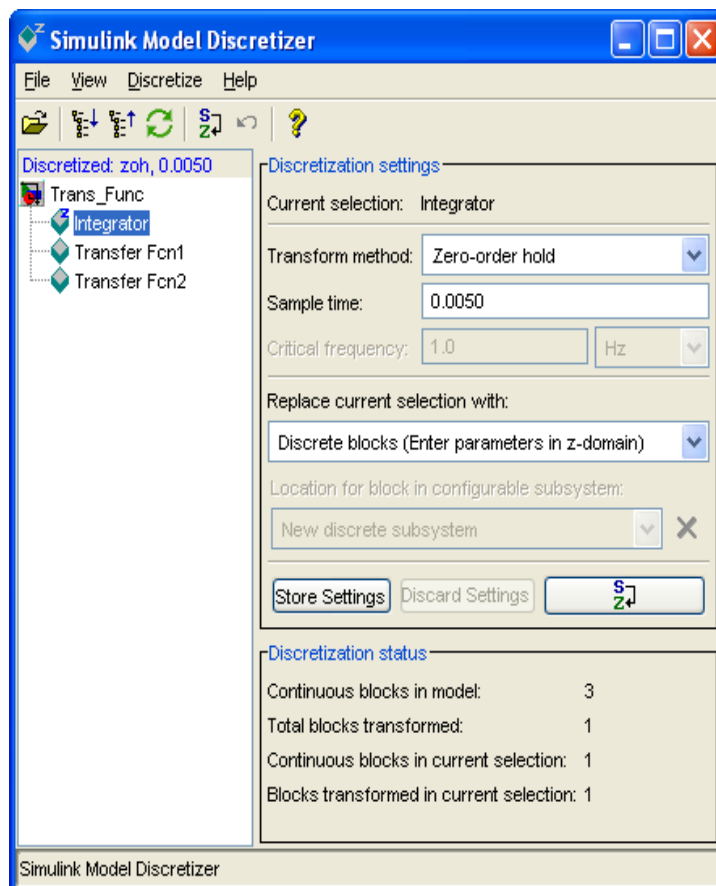 Simulink Model Discretizer
File View Discretize Help
Discretized: zoh, 0.0050
Trans_Func
Integrator
Transfer Fcn1
Transfer Fcn2
Discretization settings
Current selection: Integrator
Transform method: Zero-order hold
Sample time: 0.0050
Critical frequency: 1.0 Hz
Replace current selection with:
Discrete blocks (Enter parameters in z-domain)
Location for block in configurable subsystem:
New discrete subsystem
Store Settings Discard Settings S Z
Discretization status
Continuous blocks in model: 3
Total blocks transformed: 1
Continuous blocks in current selection: 1
Blocks transformed in current selection: 1
Simulink Model Discretizer